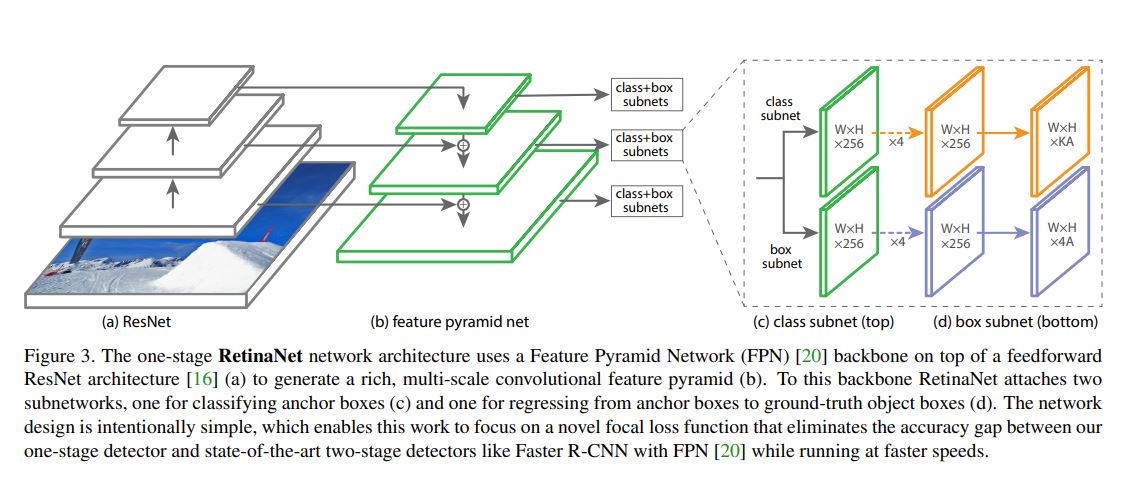 class+box
subnets
class+box
subnets
class+box
subnets
class
subnet
W×H
×256
×4
W×H
×256
W×H
×KA
box
subnet
W×H
×256
×4
W×H
×256
W×H
×4A
(a) ResNet
(b) feature pyramid net
(c) class subnet (top)
(d) box subnet (bottom)
Figure 3. The one-stage RetinaNet network architecture uses a Feature Pyramid Network (FPN) [20] backbone on top of a feedforward
ResNet architecture [16] (a) to generate a rich, multi-scale convolutional feature pyramid (b). To this backbone RetinaNet attaches two
subnetworks, one for classifying anchor boxes (c) and one for regressing from anchor boxes to ground-truth object boxes (d). The network
design is intentionally simple, which enables this work to focus on a novel focal loss function that eliminates the accuracy gap between our
one-stage detector and state-of-the-art two-stage detectors like Faster R-CNN with FPN [20] while running at faster speeds.